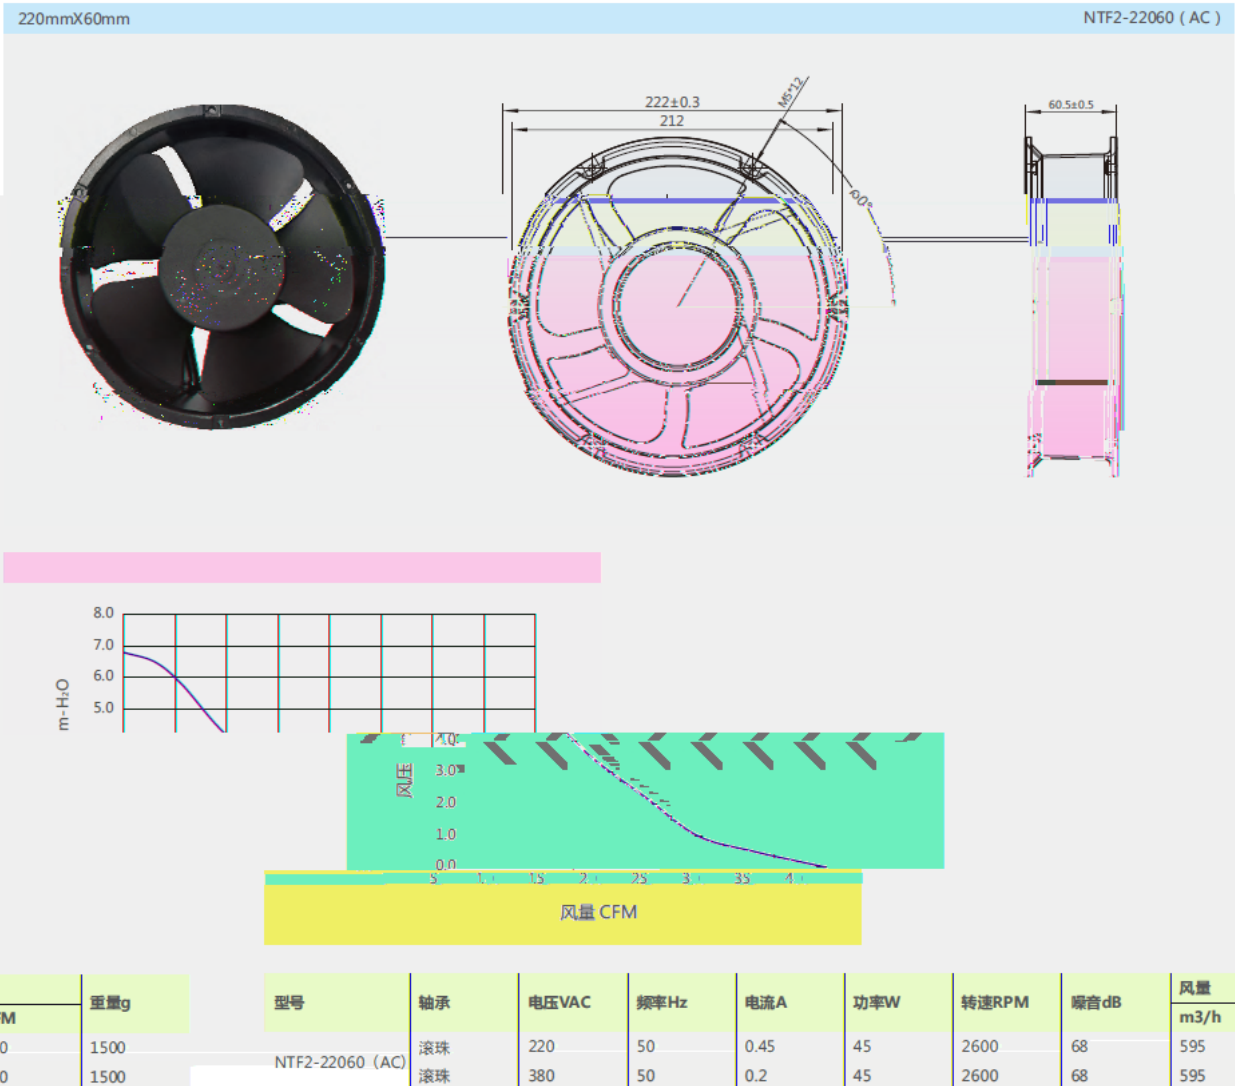 220mmX60mm NTF2-22060 ( AC )
222±0.3
212
M5*12
60.5±0.5
8.0
7.0
6.0
5.0
m-H₂O
风压
3.0
2.0
1.0
0.0
风量 CFM
重量g 型号 轴承 电压VAC 频率Hz 电流A 功率W 转速RPM 噪音dB 风量
m3/h
1500 NTF2-22060（AC) 滚珠 220 50 0.45 45 2600 68 595
1500 滚珠 380 50 0.2 45 2600 68 595